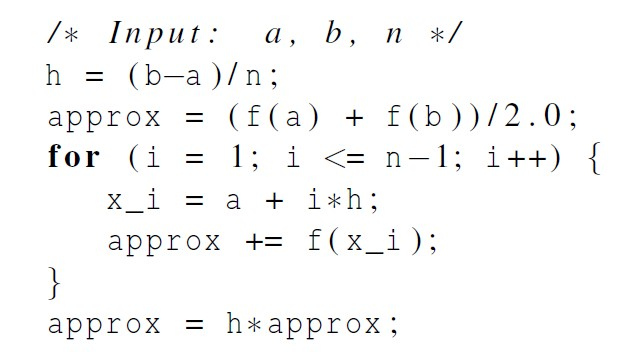 /* Input: a, b, n */
h = (b−a)/n;
approx = (f(a) + f(b))/2.0;
for (i = 1; i <= n−1; i++) {
x_i = a + i*h;
approx += f(x_i);
}
approx = h*approx;